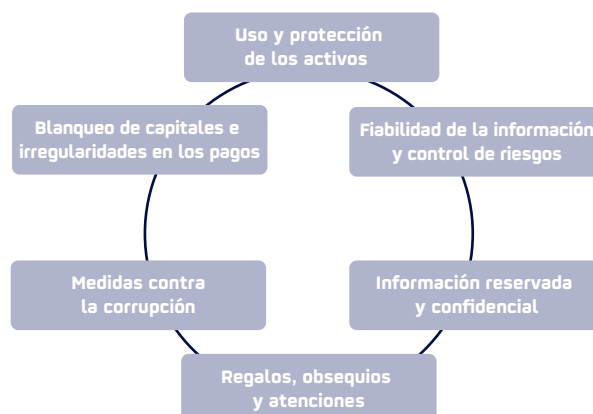 Uso y protección
de los activos
Blanqueo de capitales e
irregularidades en los pagos
Fiabilidad de la información
y control de riesgos
Medidas contra
la corrupción
Información reservada
y confidencial
Regalos, obsequios
y atenciones